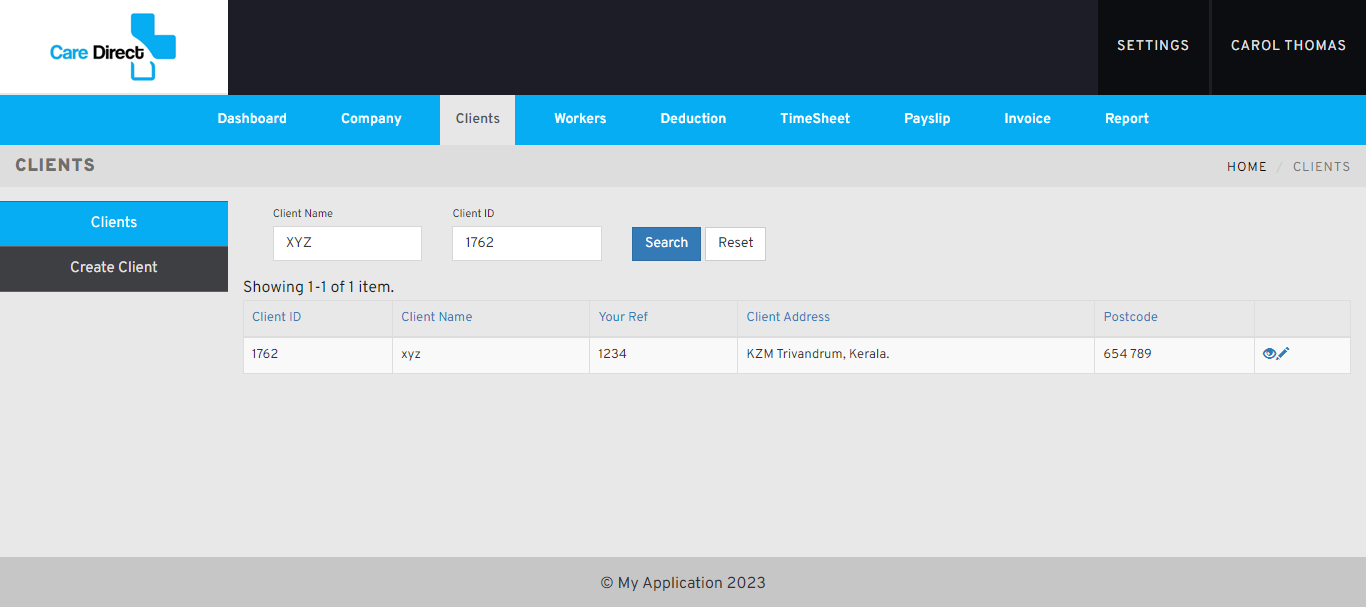 Care Direct
SETTINGS
CAROL THOMAS
Dashboard
Company
Clients
Workers
Deduction
TimeSheet
Payslip
Invoice
Report
CLIENTS
HOME / CLIENTS
Clients
Create Client
Client Name
Client ID
XYZ
1762
Search
Reset
Showing 1-1 of 1 item.
Client ID Client Name Your Ref Client Address Postcode
1762 xyz 1234 KZM Trivandrum, Kerala. 654 789
© My Application 2023